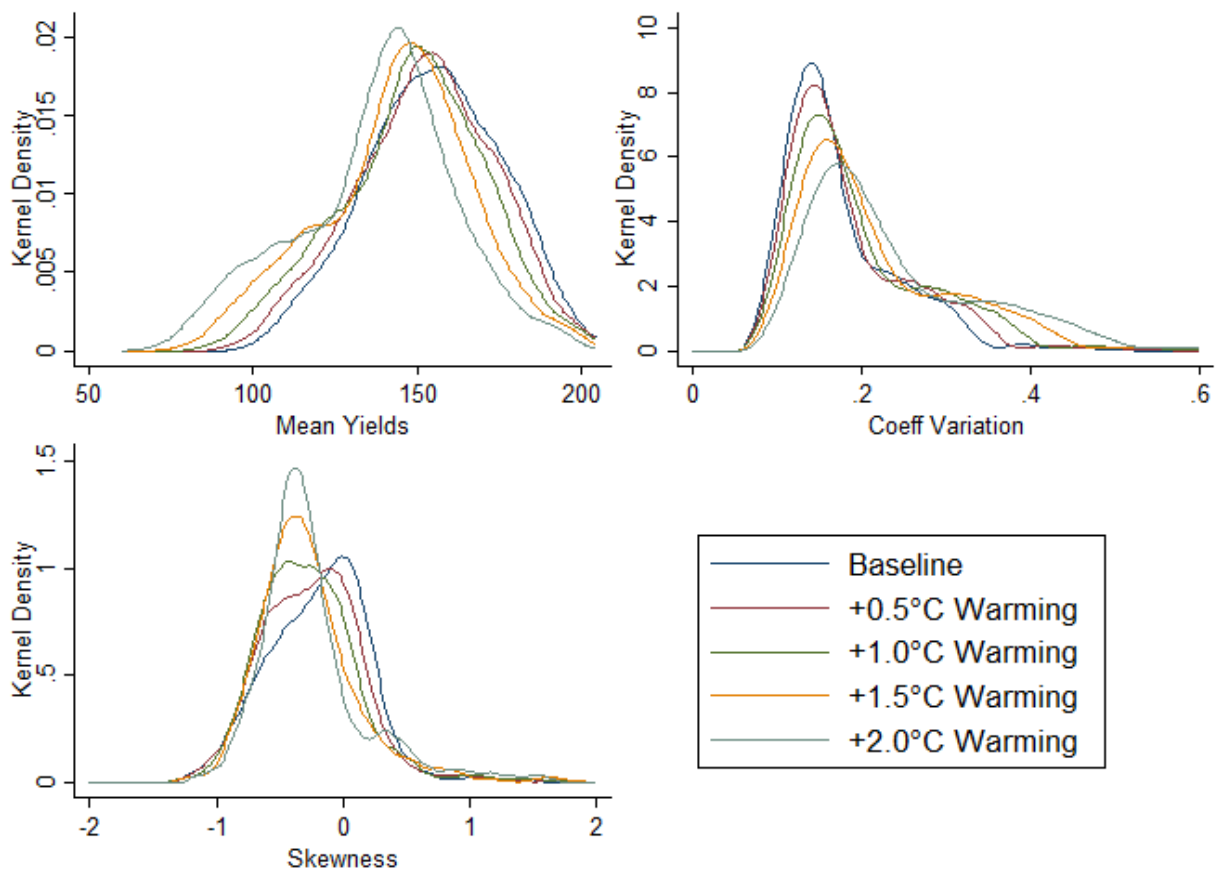 Kernel Density
0 .005 .01 .015 .02
50 100 150 200
Mean Yields
Kernel Density
0 2 4 6 8 10
0 .2 .4 .6
Coeff Variation
Kernel Density
0 .5 1 1.5
-2 -1 0 1 2
Skewness
Baseline
+0.5°C Warming
+1.0°C Warming
+1.5°C Warming
+2.0°C Warming